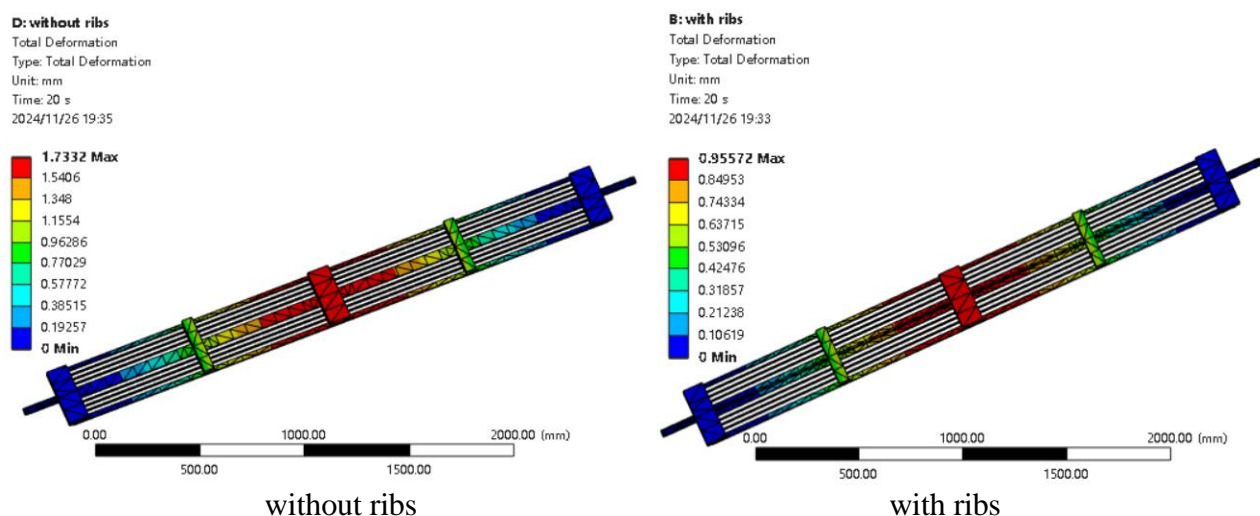 D: without ribs
Total Deformation
Type: Total Deformation
Unit: mm
Time: 20 s
2024/11/26 19:35
1.7332 Max
1.5406
1.348
1.1554
0.96286
0.77029
0.57772
0.38515
0.19257
0 Min
0.00 1000.00 2000.00 (mm)
500.00 1500.00
without ribs
B: with ribs
Total Deformation
Type: Total Deformation
Unit: mm
Time: 20 s
2024/11/26 19:33
0.95572 Max
0.84953
0.74334
0.63715
0.53096
0.42476
0.31857
0.21238
0.10619
0 Min
0.00 1000.00 2000.00 (mm)
500.00 1500.00
with ribs